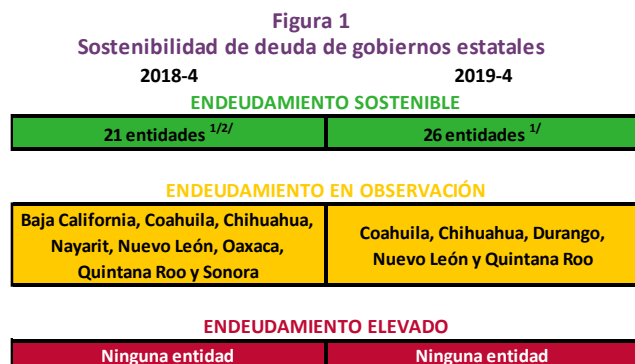 Figura 1
Sostenibilidad de deuda de gobiernos estatales
2018-4 2019-4
ENDEUDAMIENTO SOSTENIBLE
21 entidades 1/2/ 26 entidades 1/
ENDEUDAMIENTO EN OBSERVACIÓN
Baja California, Coahuila, Chihuahua,
Nayarit, Nuevo León, Oaxaca,
Quintana Roo y Sonora
Coahuila, Chihuahua, Durango,
Nuevo León y Quintana Roo
ENDEUDAMIENTO ELEVADO
Ninguna entidad Ninguna entidad